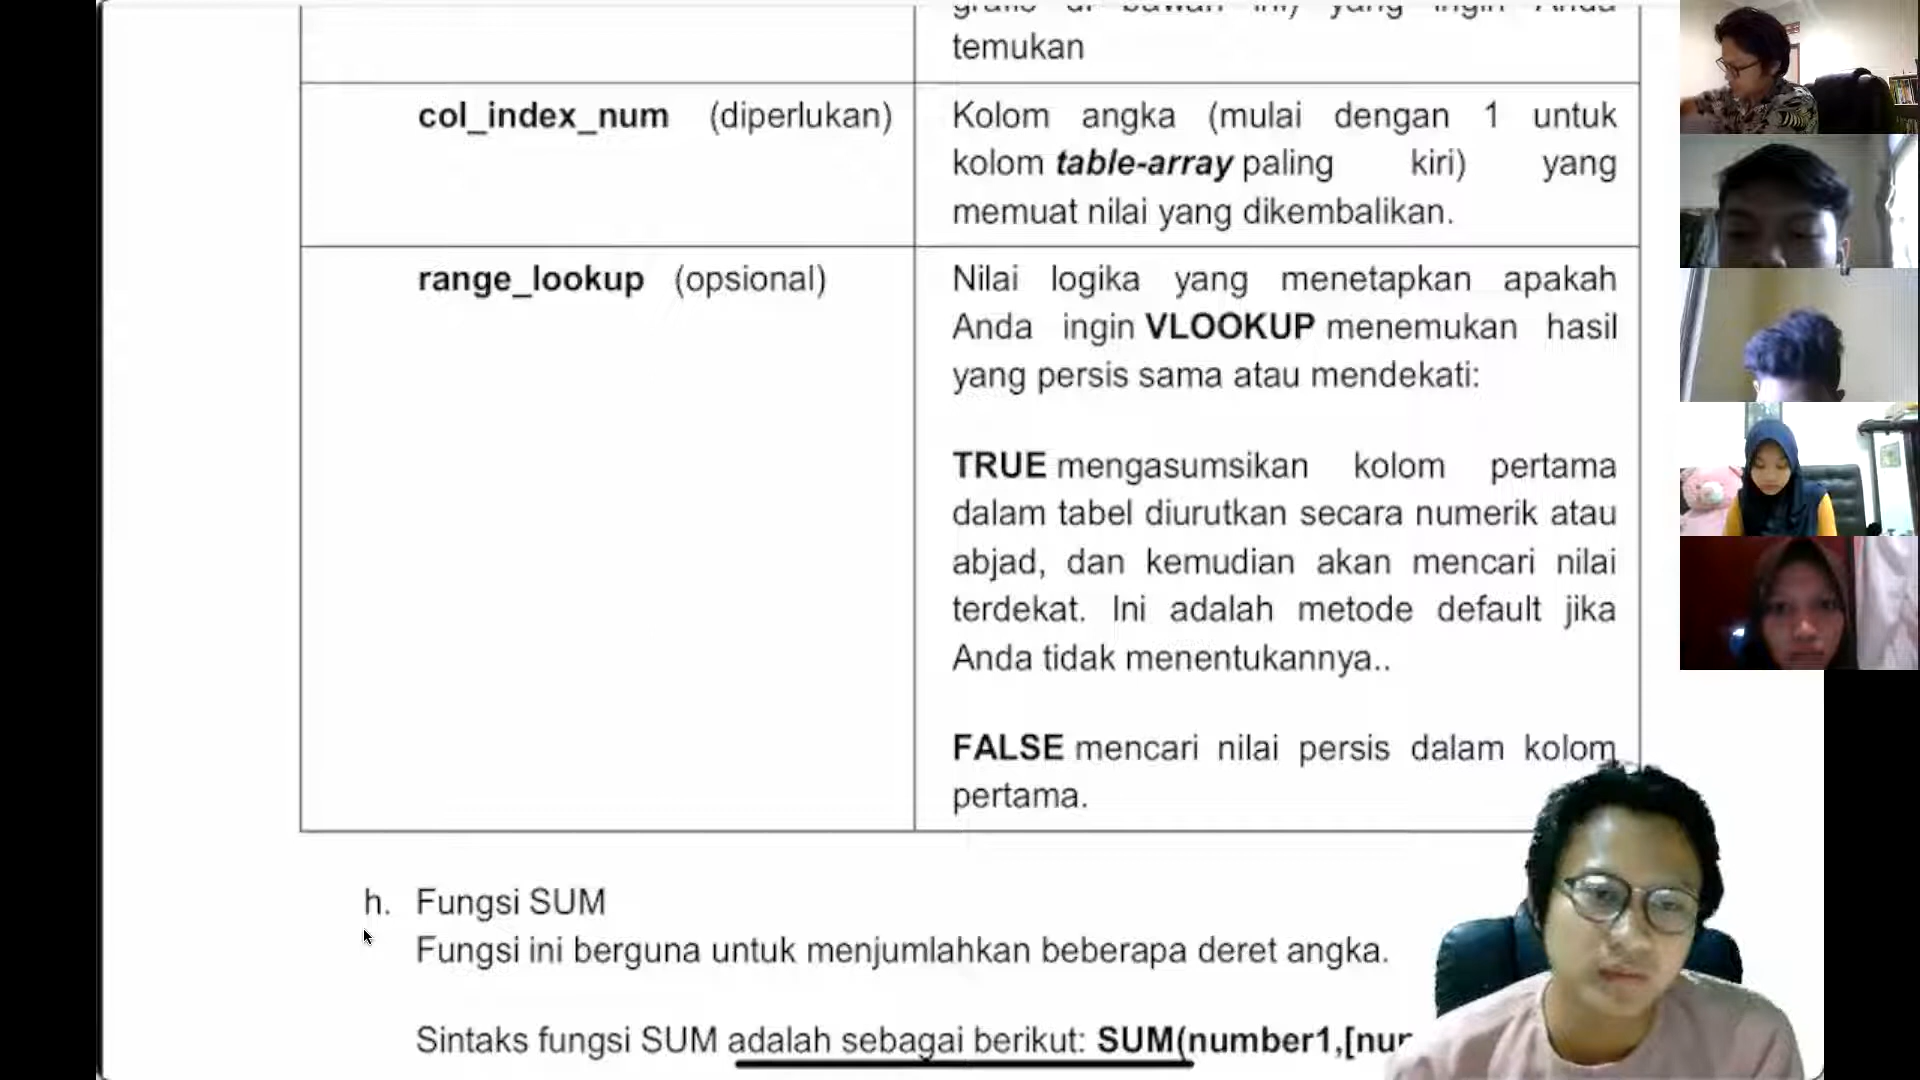 temukan
col_index_num (diperlukan)
Kolom angka (mulai dengan 1 untuk
kolom table-array paling kiri) yang
memuat nilai yang dikembalikan.
range_lookup (opsional)
Nilai logika yang menetapkan apakah
Anda ingin VLOOKUP menemukan hasil
yang persis sama atau mendekati:
TRUE mengasumsikan kolom pertama
dalam tabel diurutkan secara numerik atau
abjad, dan kemudian akan mencari nilai
terdekat. Ini adalah metode default jika
Anda tidak menentukannya..
FALSE mencari nilai persis dalam kolom
pertama.
h. Fungsi SUM
Fungsi ini berguna untuk menjumlahkan beberapa deret angka.
Sintaks fungsi SUM adalah sebagai berikut: SUM(number1,[nu